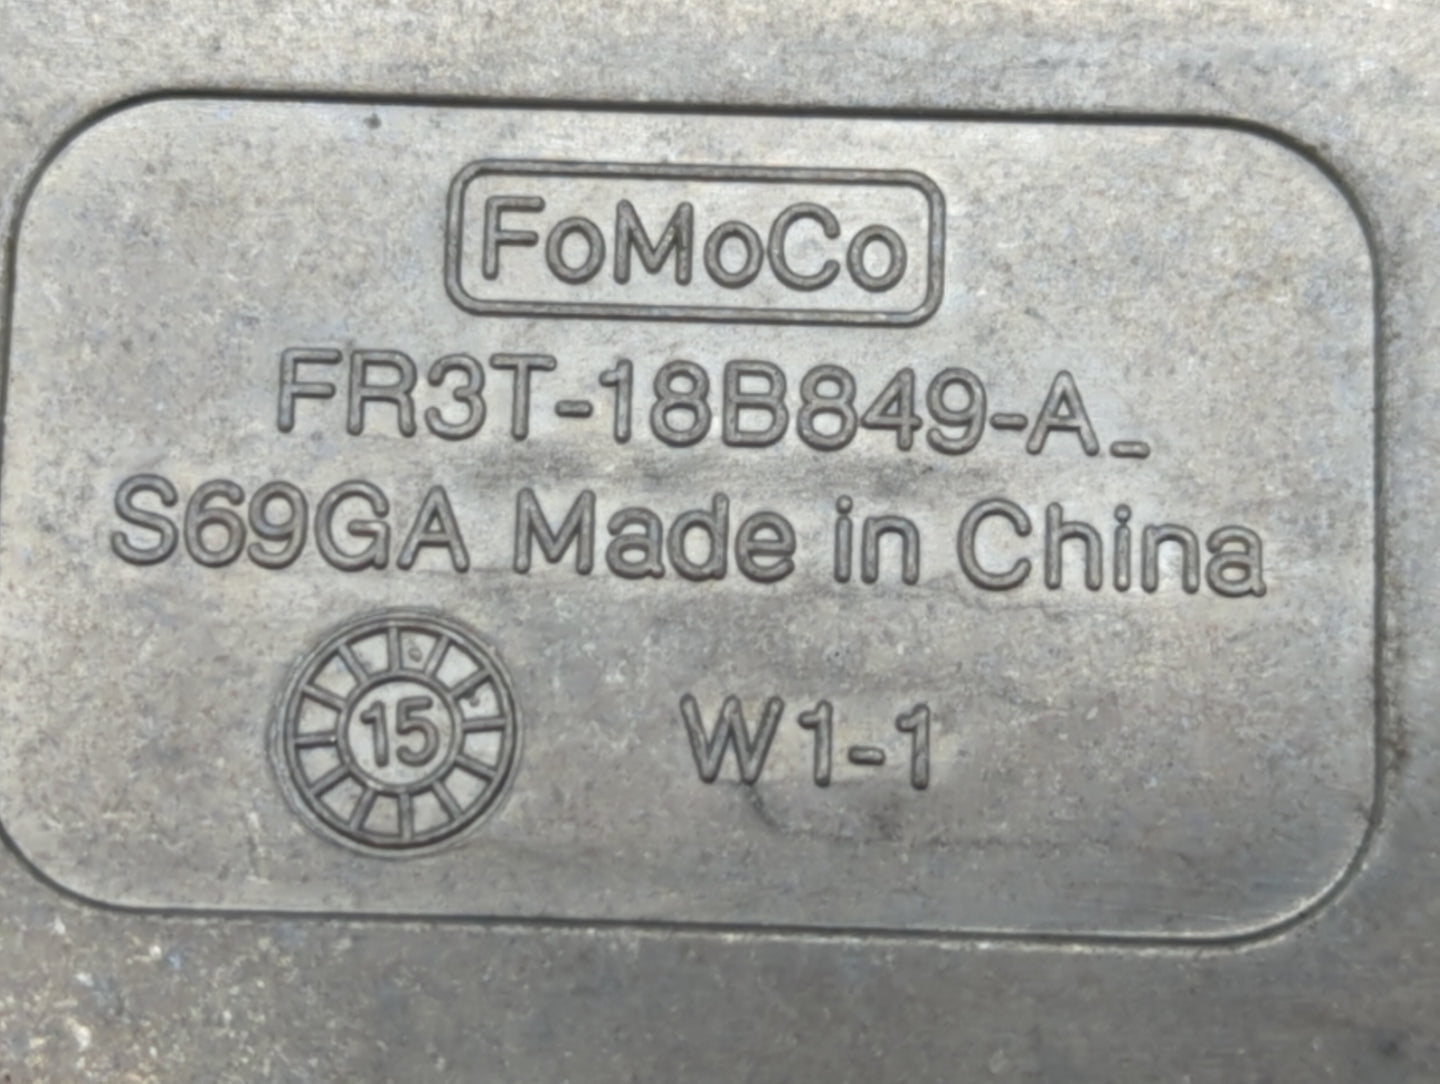 FoMoCo
FR3T-18B849-A_
S69GA Made in China
15
W1-1